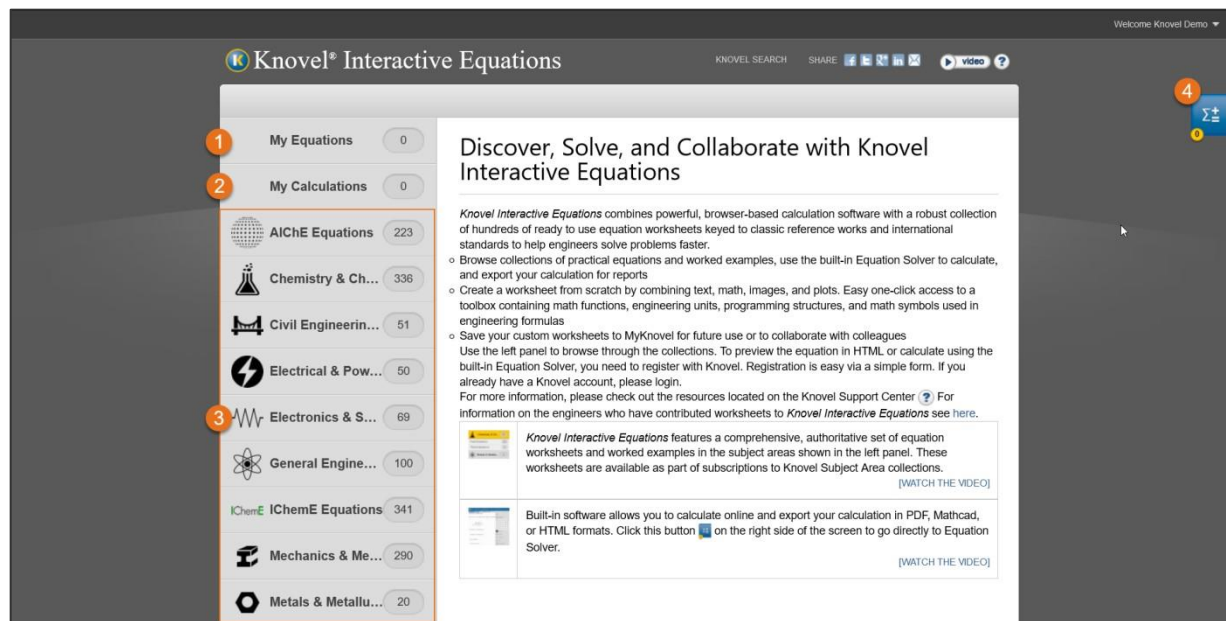 Welcome Knovel Demo
Knovel® Interactive Equations
KNOVEL SEARCH SHARE video ?
4
0
1 My Equations 0
2 My Calculations 0
AIChE Equations 223
Chemistry & Ch... 336
Civil Engineerin... 51
Electrical & Pow... 50
3 Electronics & S... 69
General Engine... 100
IChemE IChemE Equations 341
Mechanics & Me... 290
Metals & Metallu... 20
Discover, Solve, and Collaborate with Knovel
Interactive Equations
Knovel Interactive Equations combines powerful, browser-based calculation software with a robust collection
of hundreds of ready to use equation worksheets keyed to classic reference works and international
standards to help engineers solve problems faster.
Browse collections of practical equations and worked examples, use the built-in Equation Solver to calculate,
and export your calculation for reports
Create a worksheet from scratch by combining text, math, images, and plots. Easy one-click access to a
toolbox containing math functions, engineering units, programming structures, and math symbols used in
engineering formulas
Save your custom worksheets to MyKnovel for future use or to collaborate with colleagues
Use the left panel to browse through the collections. To preview the equation in HTML or calculate using the
built-in Equation Solver, you need to register with Knovel. Registration is easy via a simple form. If you
already have a Knovel account, please login.
For more information, please check out the resources located on the Knovel Support Center ? For
information on the engineers who have contributed worksheets to Knovel Interactive Equations see here.
Knovel Interactive Equations features a comprehensive, authoritative set of equation
worksheets and worked examples in the subject areas shown in the left panel. These
worksheets are available as part of subscriptions to Knovel Subject Area collections.
[WATCH THE VIDEO]
Built-in software allows you to calculate online and export your calculation in PDF, Mathcad,
or HTML formats. Click this button on the right side of the screen to go directly to Equation
Solver.
[WATCH THE VIDEO]